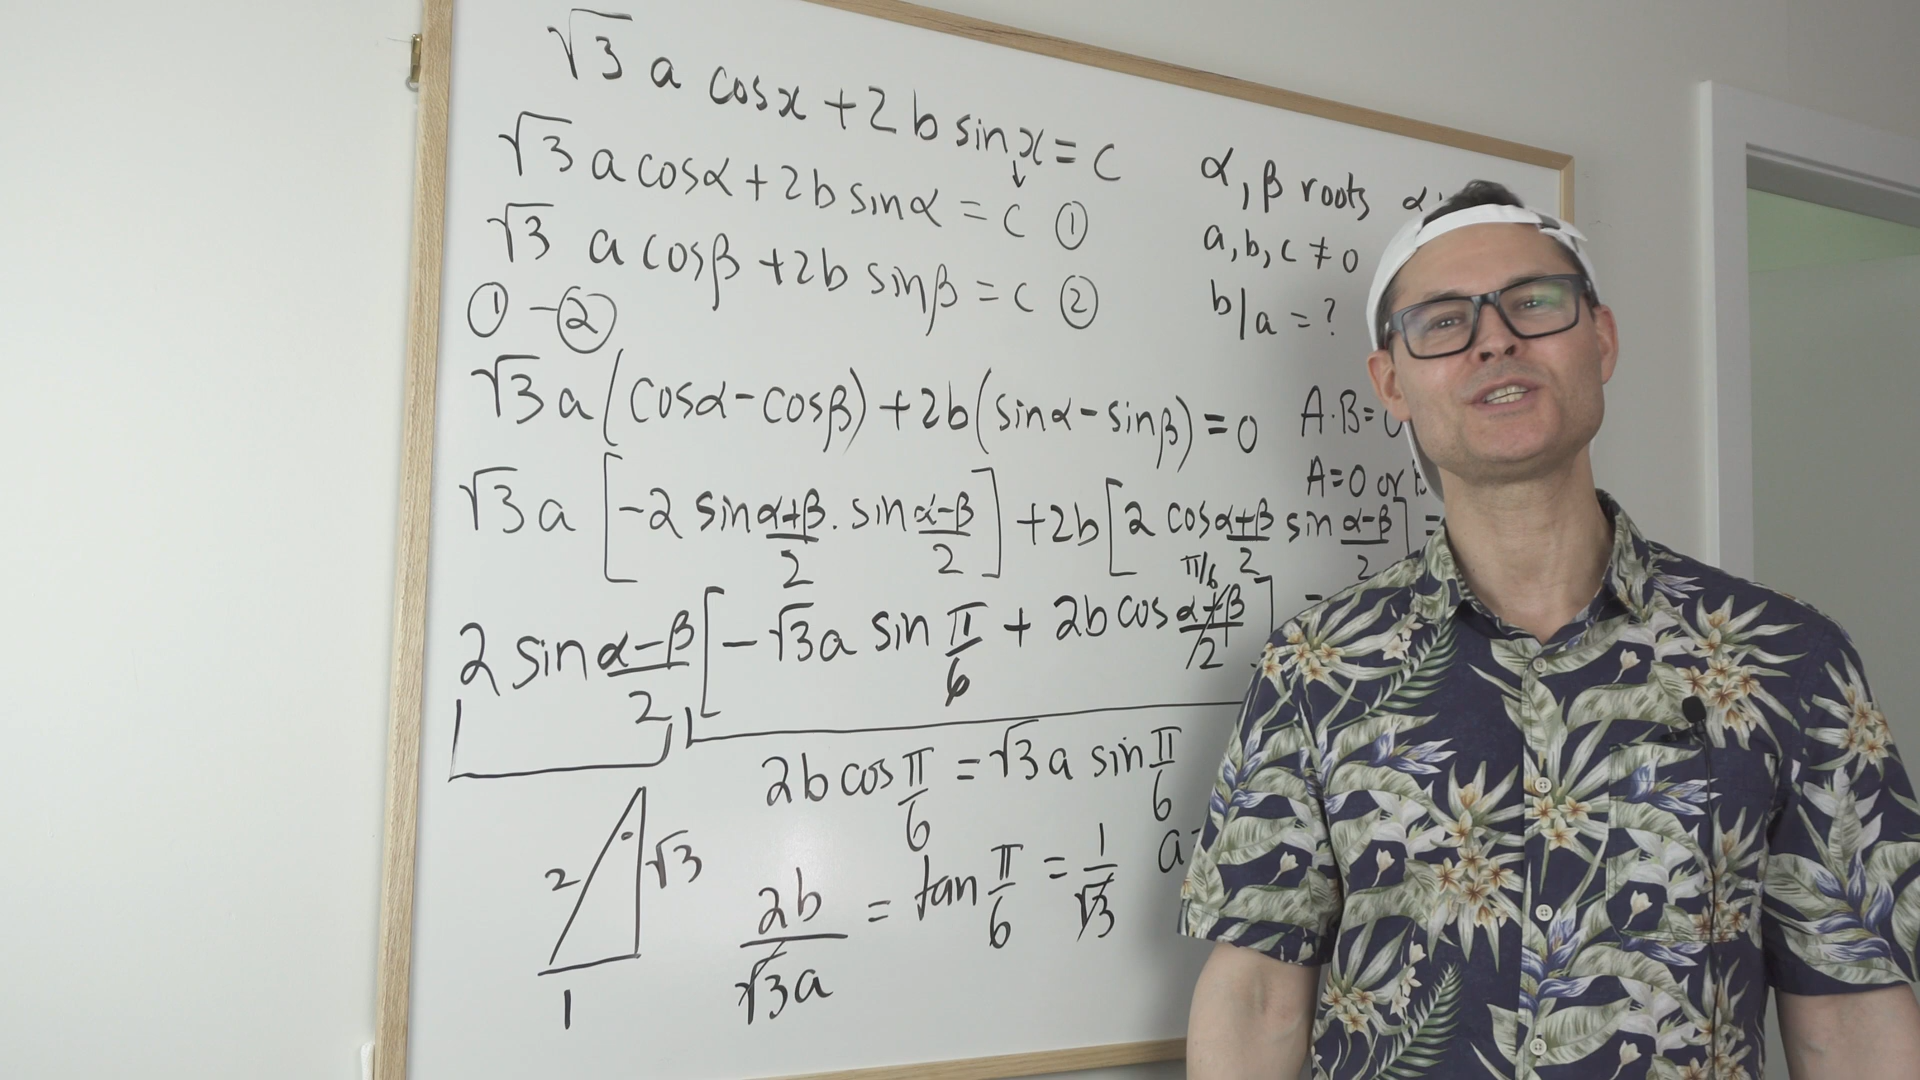 √3 a cosx + 2 b sin x = c
α, β roots α
a, b, c ≠ 0
b/a = ?
√3 a cosα + 2b sinα = c ①
√3 a cosβ + 2b sinβ = c ②
① - ②
√3 a (cosα - cosβ) + 2b (sinα - sinβ) = 0
A·B = 0
A=0 or
√3 a [-2 sin (α+β)/2 . sin (α-β)/2] + 2b [2 cos (α+β)/2 sin (α-β)/2] =
π/6
2 sin (α-β)/2 [-√3 a sin π/6 + 2b cos (α+β)/2] =
2b cos π/6 = √3 a sin π/6
2b/√3a = tan π/6 = 1/√3
a
2
√3
1